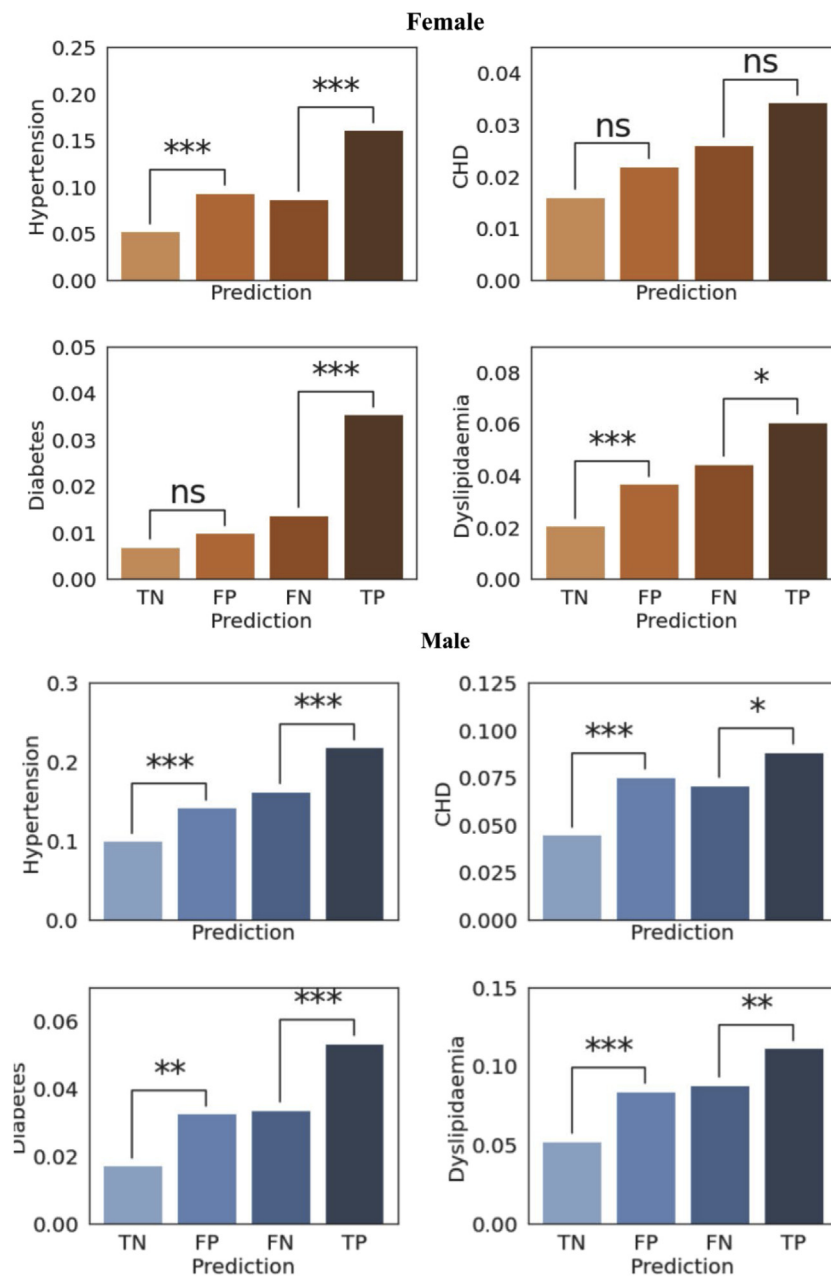 Female
0.25
0.20
0.15
0.10
0.05
0.00
Hypertension
***
***
Prediction
0.04
0.03
0.02
0.01
0.00
CHD
ns
ns
Prediction
0.05
0.04
0.03
0.02
0.01
0.00
Diabetes
ns
***
TN FP FN TP
Prediction
0.08
0.06
0.04
0.02
0.00
Dyslipidaemia
***
*
TN FP FN TP
Prediction
Male
0.3
0.2
0.1
0.0
Hypertension
***
***
Prediction
0.125
0.100
0.075
0.050
0.025
0.000
CHD
***
*
Prediction
0.06
0.04
0.02
0.00
Diabetes
**
***
TN FP FN TP
Prediction
0.15
0.10
0.05
0.00
Dyslipidaemia
***
**
TN FP FN TP
Prediction